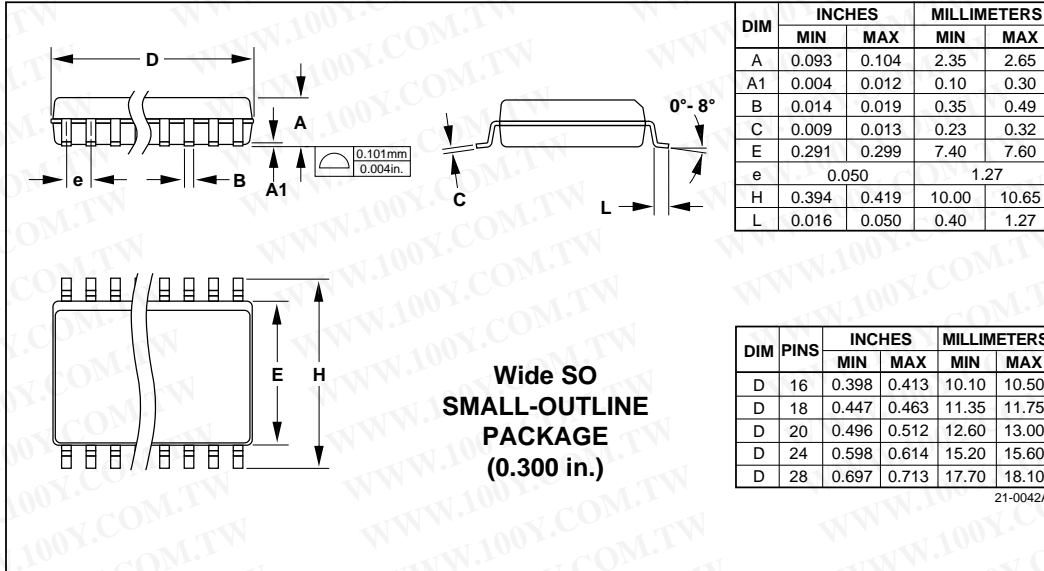 D
A
e
B
A1
0.101mm
0.004in.
0°- 8°
C
L
E
H
Wide SO
SMALL-OUTLINE
PACKAGE
(0.300 in.)
DIM INCHES MILLIMETERS
MIN MAX MIN MAX
A 0.093 0.104 2.35 2.65
A1 0.004 0.012 0.10 0.30
B 0.014 0.019 0.35 0.49
C 0.009 0.013 0.23 0.32
E 0.291 0.299 7.40 7.60
e 0.050 1.27
H 0.394 0.419 10.00 10.65
L 0.016 0.050 0.40 1.27
DIM PINS INCHES MILLIMETERS
MIN MAX MIN MAX
D 16 0.398 0.413 10.10 10.50
D 18 0.447 0.463 11.35 11.75
D 20 0.496 0.512 12.60 13.00
D 24 0.598 0.614 15.20 15.60
D 28 0.697 0.713 17.70 18.10
21-0042A
WWW.100Y.COM.TW